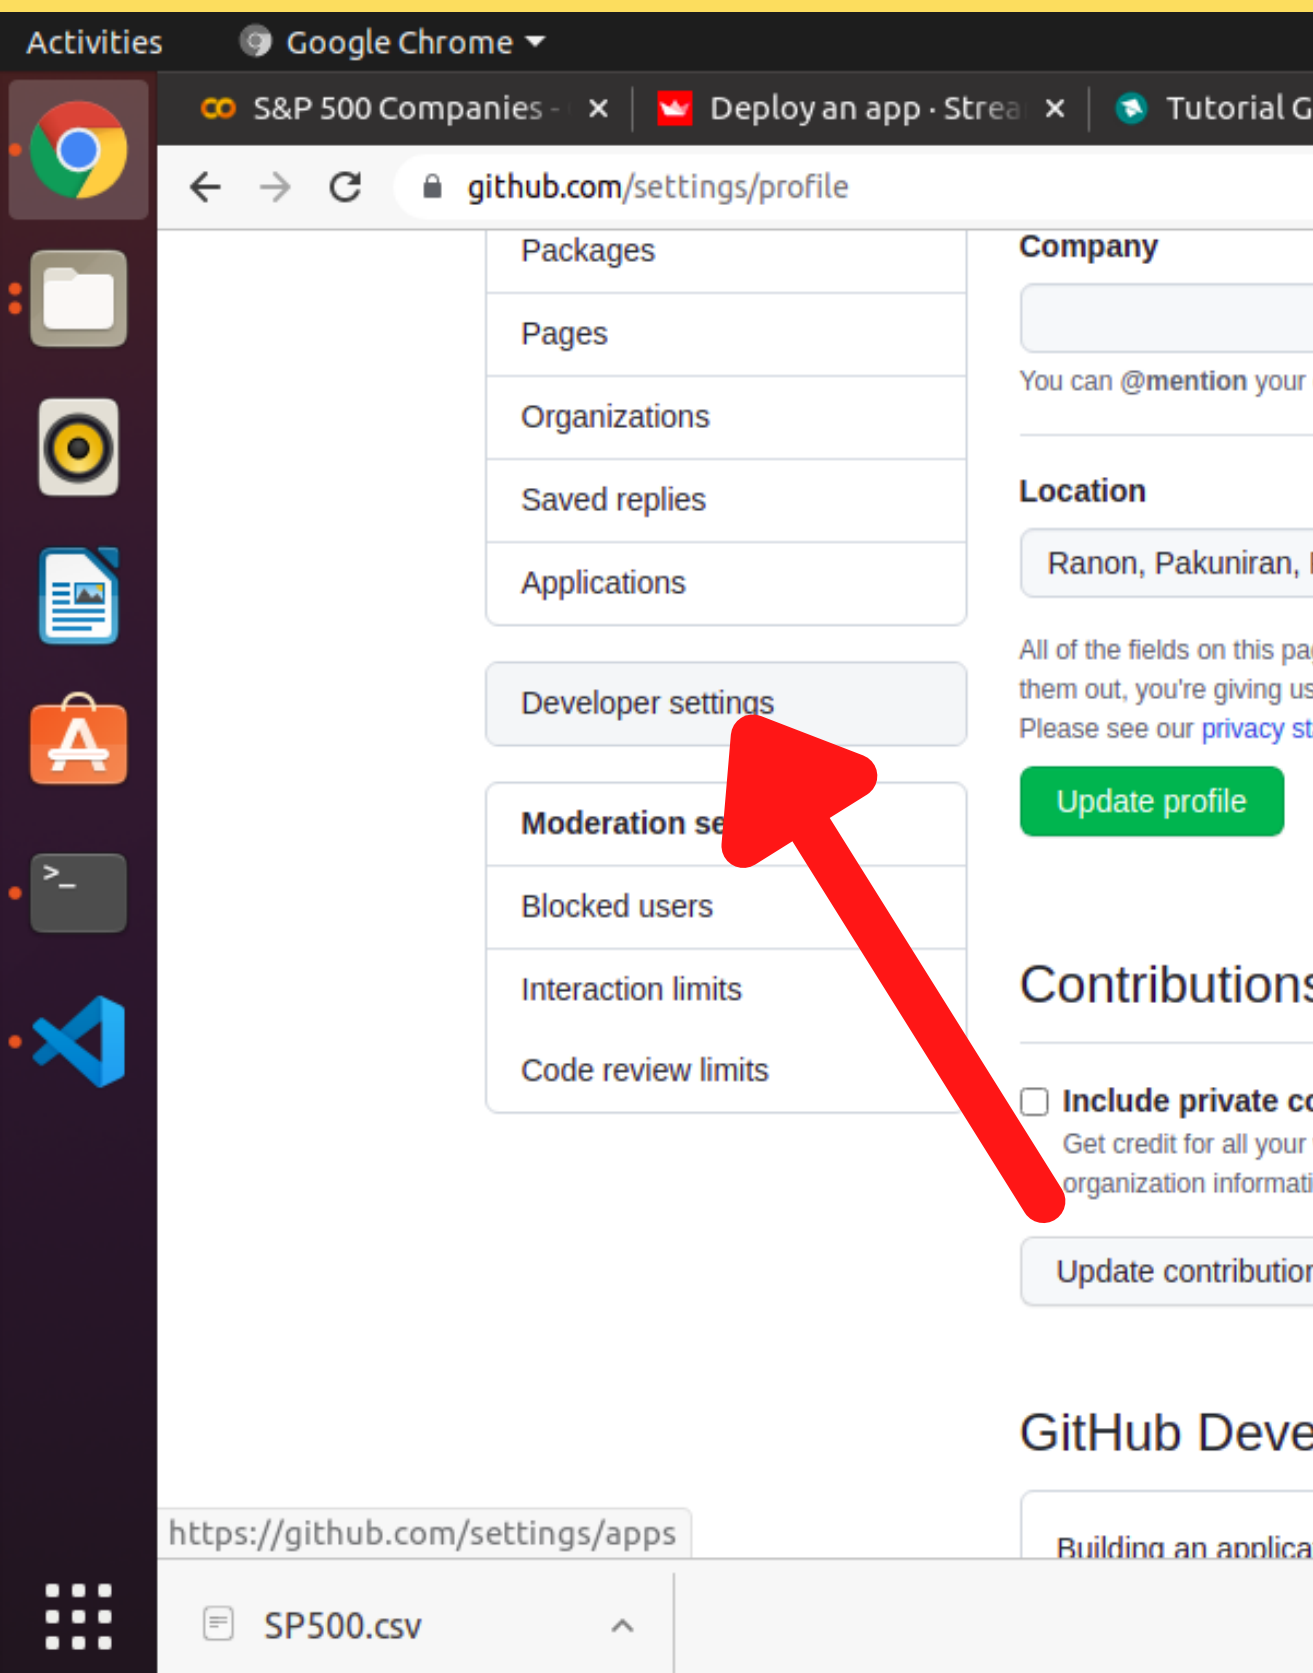 Activities
Google Chrome
S&P 500 Companies -
Deploy an app · Strea
Tutorial G
github.com/settings/profile
Packages
Pages
Organizations
Saved replies
Applications
Developer settings
Moderation se
Blocked users
Interaction limits
Code review limits
Company
You can @mention your
Location
Ranon, Pakuniran,
All of the fields on this pa
them out, you're giving us
Please see our privacy st
Update profile
Contributions
Include private co
Get credit for all your
organization informati
Update contribution
GitHub Deve
Building an applica
https://github.com/settings/apps
SP500.csv
>_